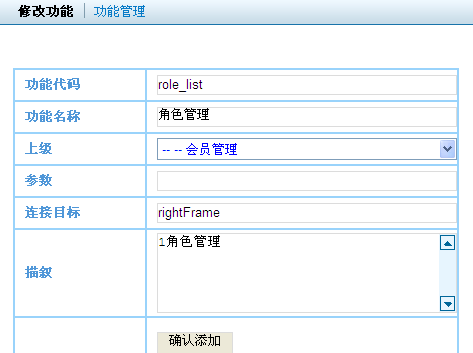 修改功能 功能管理
功能代码 role_list
功能名称 角色管理
上级 -- -- 会员管理
参数
连接目标 rightFrame
描叙 1角色管理
确认添加